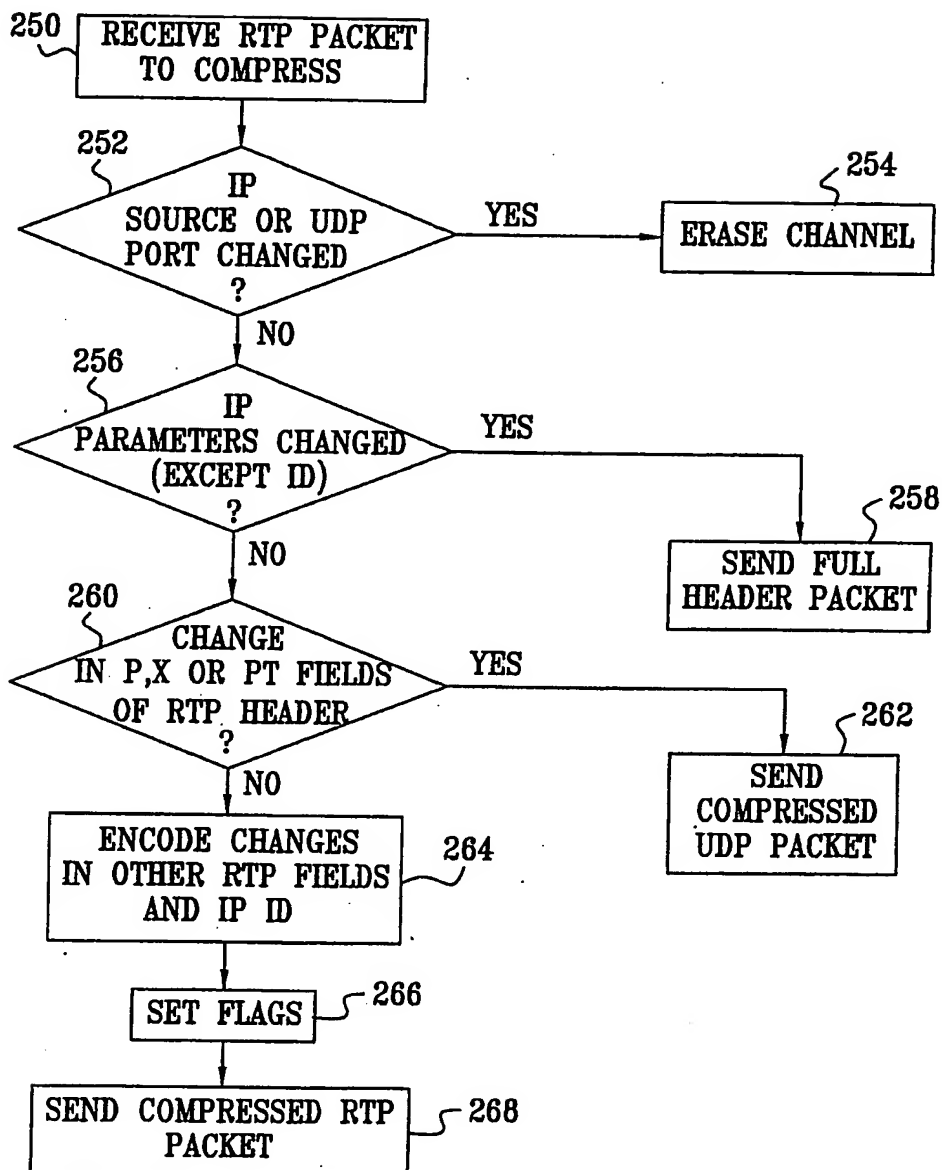 250
RECEIVE RTP PACKET
TO COMPRESS
252
IP
SOURCE OR UDP
PORT CHANGED
?
YES
254
ERASE CHANNEL
NO
256
IP
PARAMETERS CHANGED
(EXCEPT ID)
?
YES
258
SEND FULL
HEADER PACKET
NO
260
CHANGE
IN P,X OR PT FIELDS
OF RTP HEADER
?
YES
262
SEND
COMPRESSED
UDP PACKET
NO
ENCODE CHANGES
IN OTHER RTP FIELDS
AND IP ID
264
SET FLAGS
266
SEND COMPRESSED RTP
PACKET
268